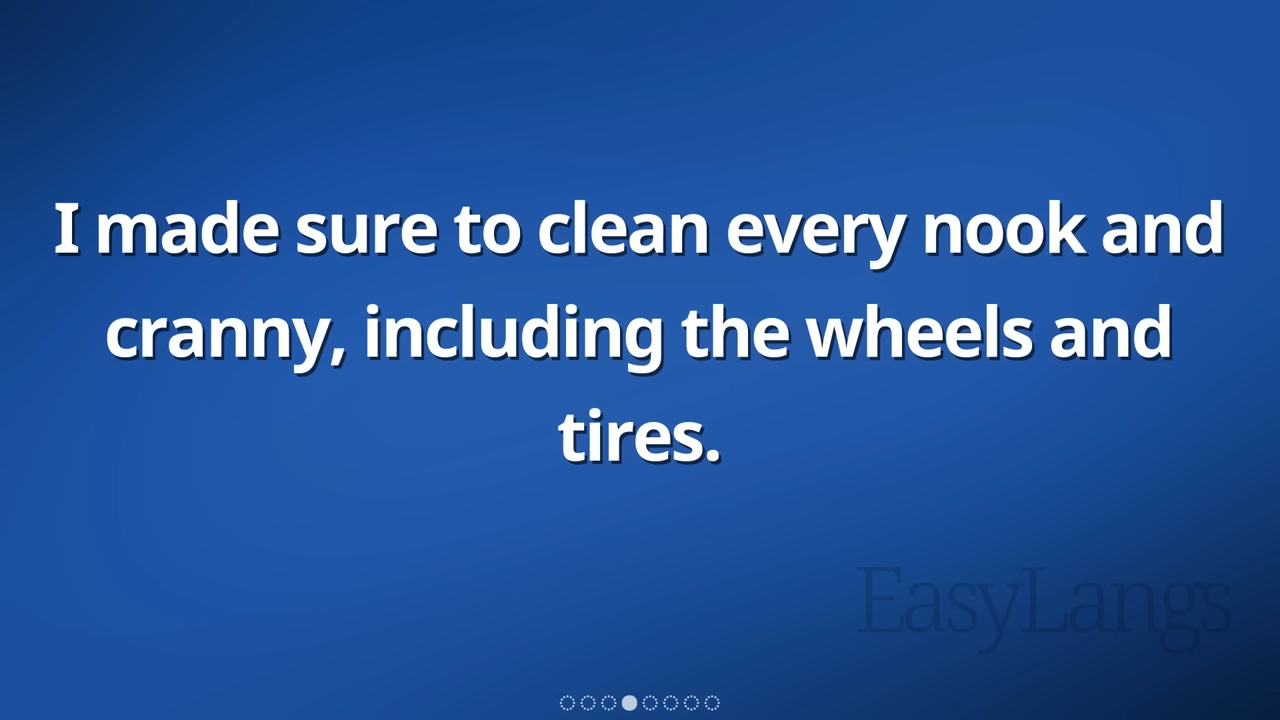 I made sure to clean every nook and
cranny, including the wheels and
tires.
EasyLangs